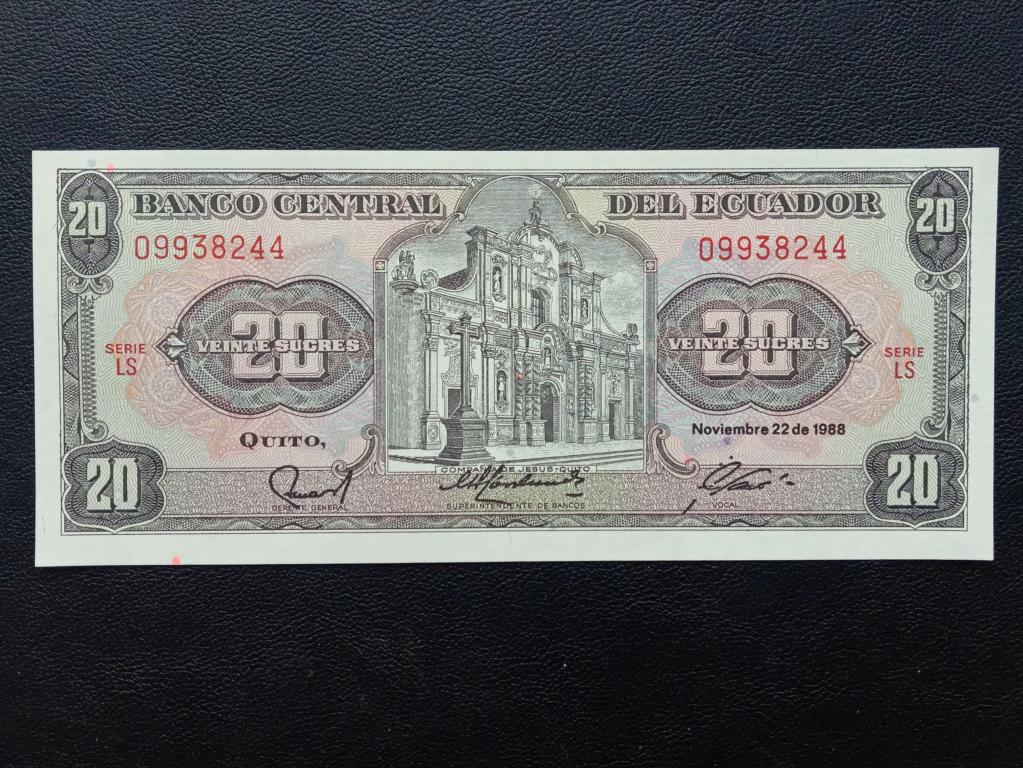 20 BANCO CENTRAL DEL ECUADOR 20
09938244 09938244
20 20
VEINTE SUCRES VEINTE SUCRES
SERIE LS SERIE LS
QUITO, Noviembre 22 de 1988
20 20
COMPAÑIA DE JESUS-QUITO
GERENTE GENERAL SUPERINTENDENTE DE BANCOS VOCAL